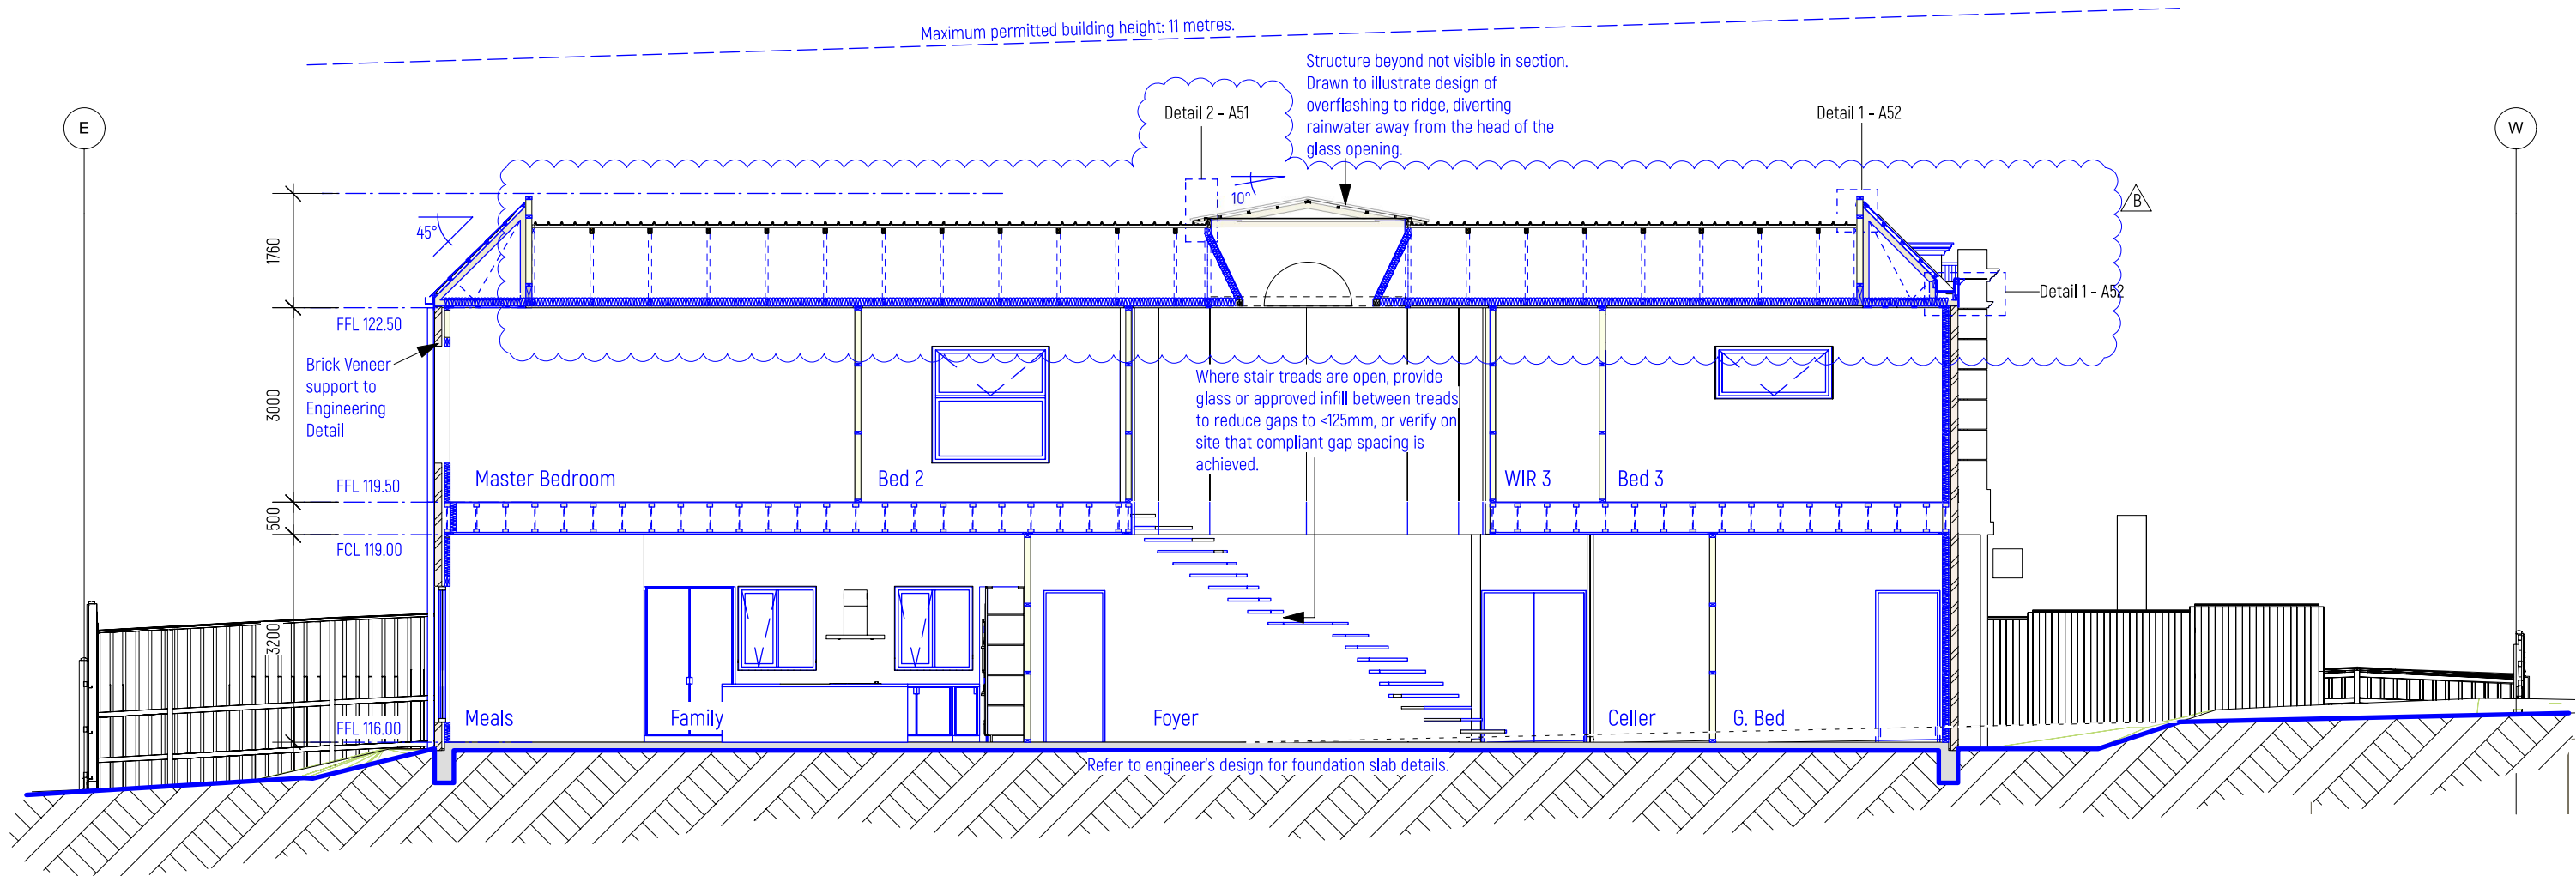 Maximum permitted building height: 11 metres.
Structure beyond not visible in section.
Drawn to illustrate design of
overflashing to ridge, diverting
rainwater away from the head of the
glass opening.
Detail 2 - A51
Detail 1 - A52
E
W
10°
45°
B
1760
Detail 1 - A52
FFL 122.50
Brick Veneer
support to
Engineering
Detail
3000
Where stair treads are open, provide
glass or approved infill between treads
to reduce gaps to <125mm, or verify on
site that compliant gap spacing is
achieved.
Master Bedroom
Bed 2
WIR 3
Bed 3
FFL 119.50
500
FCL 119.00
3200
Meals
Family
Foyer
Celler
G. Bed
FFL 116.00
Refer to engineer's design for foundation slab details.